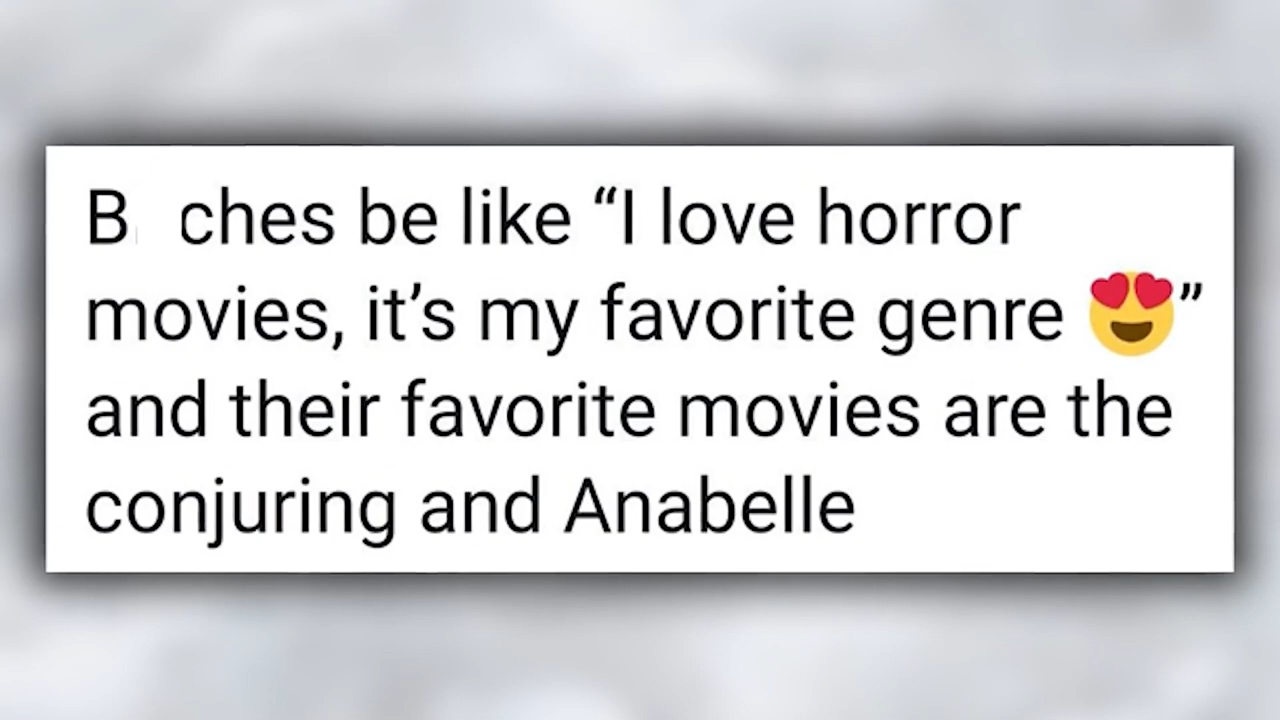 B ches be like “I love horror
movies, it’s my favorite genre 😍”
and their favorite movies are the
conjuring and Anabelle